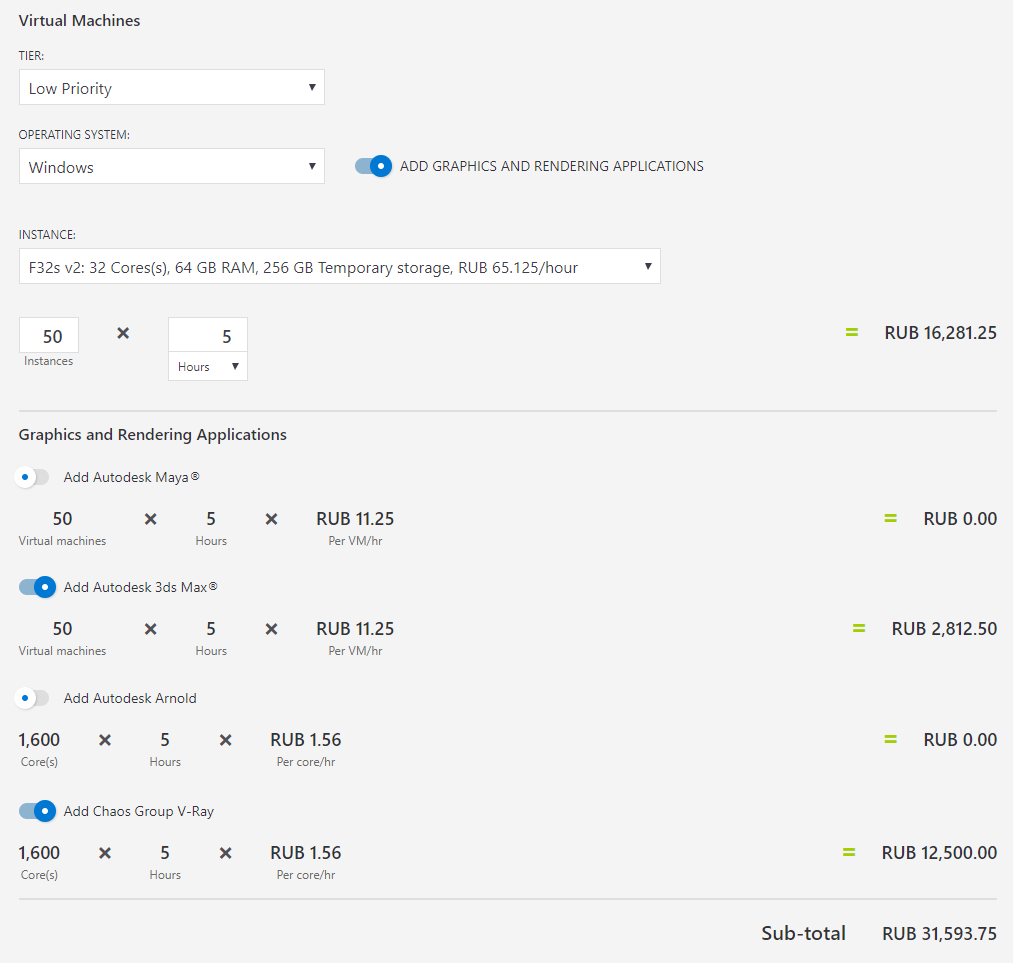 Virtual Machines
TIER:
Low Priority ▼
OPERATING SYSTEM:
Windows ▼ ADD GRAPHICS AND RENDERING APPLICATIONS
INSTANCE:
F32s v2: 32 Cores(s), 64 GB RAM, 256 GB Temporary storage, RUB 65.125/hour ▼
50 × 5 = RUB 16,281.25
Instances Hours ▼
Graphics and Rendering Applications
Add Autodesk Maya®
50 × 5 × RUB 11.25 = RUB 0.00
Virtual machines Hours Per VM/hr
Add Autodesk 3ds Max®
50 × 5 × RUB 11.25 = RUB 2,812.50
Virtual machines Hours Per VM/hr
Add Autodesk Arnold
1,600 × 5 × RUB 1.56 = RUB 0.00
Core(s) Hours Per core/hr
Add Chaos Group V-Ray
1,600 × 5 × RUB 1.56 = RUB 12,500.00
Core(s) Hours Per core/hr
Sub-total RUB 31,593.75